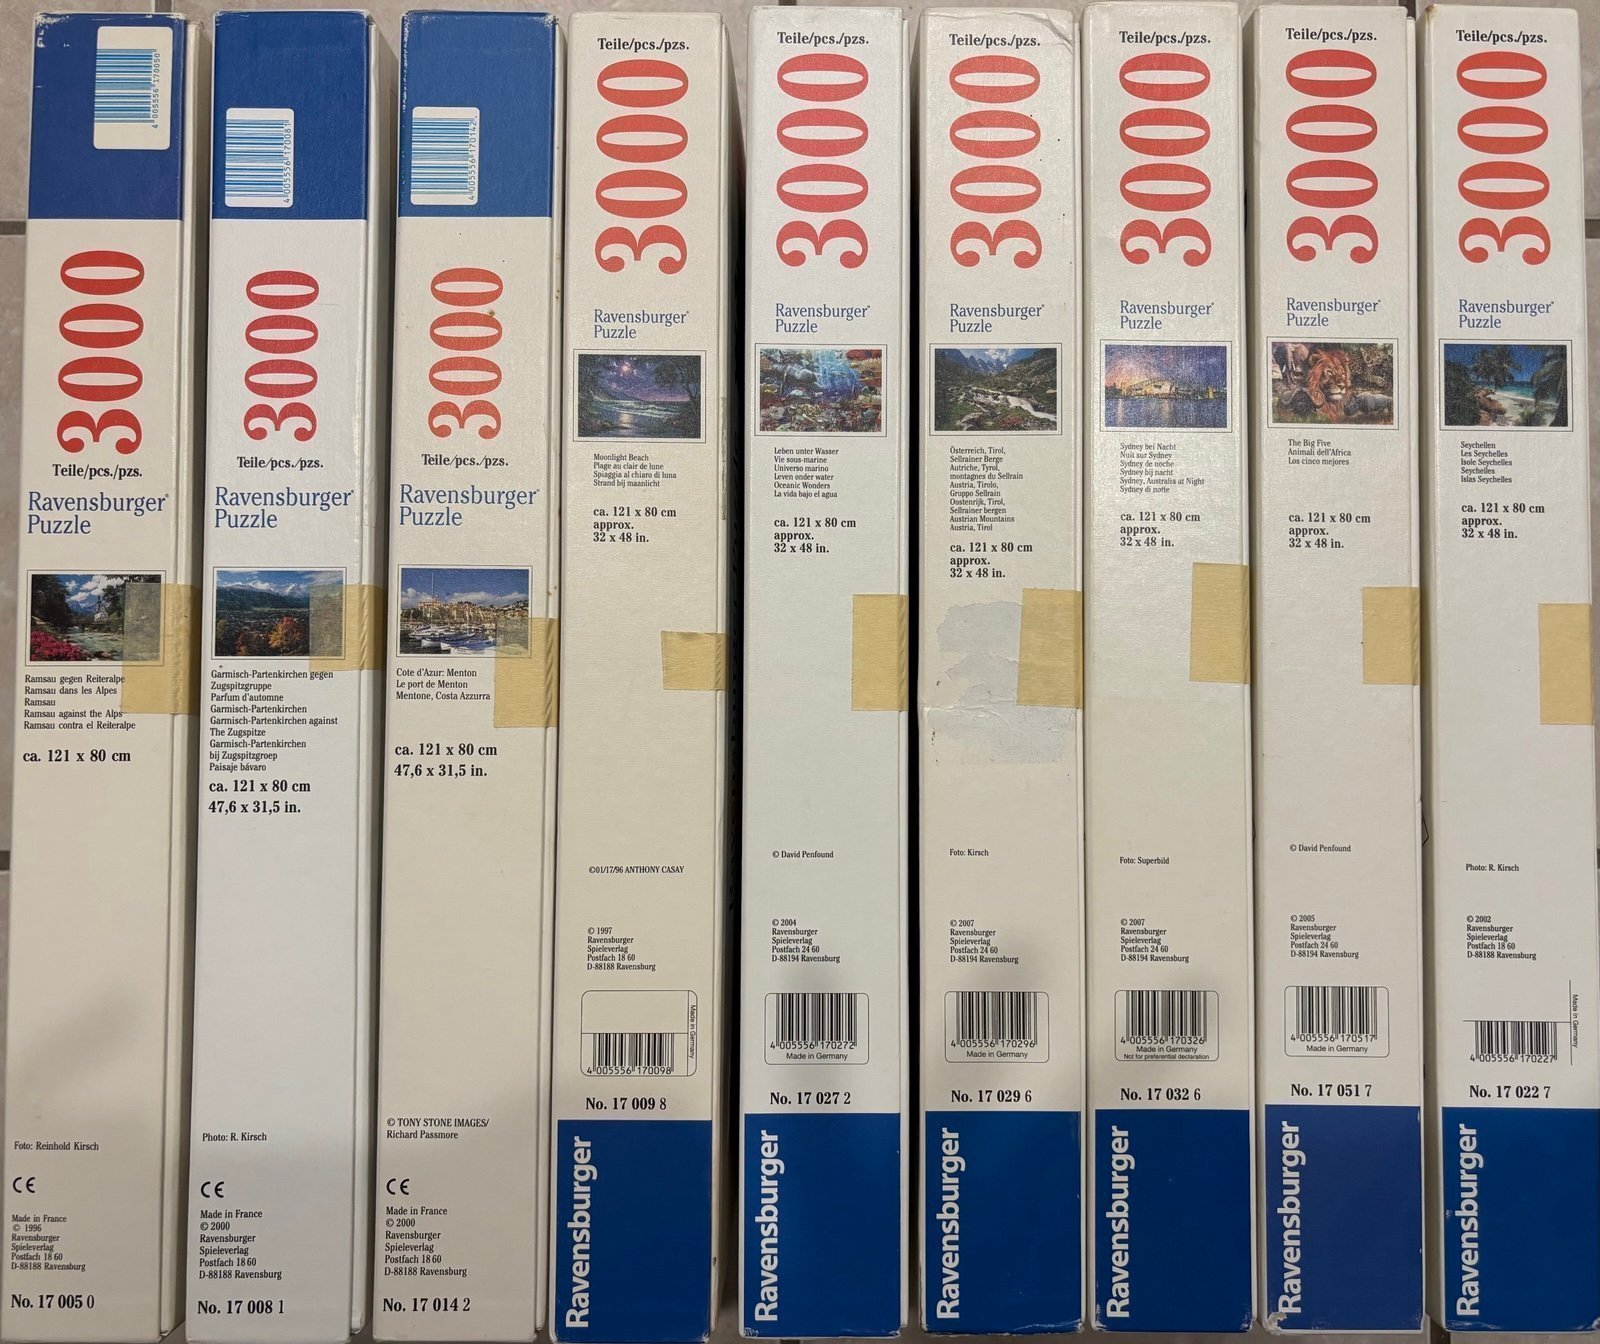 4 005556 170050
3000
Teile/pcs./pzs.
Ravensburger®
Puzzle
Ramsau gegen Reiteralpe
Ramsau dans les Alpes
Ramsau
Ramsau against the Alps
Ramsau contra el Reiteralpe
ca. 121 x 80 cm
Foto: Reinhold Kirsch
CE
Made in France
© 1996
Ravensburger
Spieleverlag
Postfach 18 60
D-88188 Ravensburg
No. 17 005 0
4 005556 170081
3000
Teile/pcs./pzs.
Ravensburger®
Puzzle
Garmisch-Partenkirchen gegen
Zugspitzgruppe
Parfum d'automne
Garmisch-Partenkirchen
Garmisch-Partenkirchen against
The Zugspitze
Garmisch-Partenkirchen
bij Zugspitzgroep
Paisaje bávaro
ca. 121 x 80 cm
47,6 x 31,5 in.
Photo: R. Kirsch
CE
Made in France
© 2000
Ravensburger
Spieleverlag
Postfach 18 60
D-88188 Ravensburg
No. 17 008 1
4 005556 170142
3000
Teile/pcs./pzs.
Ravensburger®
Puzzle
Cote d'Azur: Menton
Le port de Menton
Mentone, Costa Azzurra
ca. 121 x 80 cm
47,6 x 31,5 in.
© TONY STONE IMAGES/
Richard Passmore
CE
Made in France
© 2000
Ravensburger
Spieleverlag
Postfach 18 60
D-88188 Ravensburg
No. 17 014 2
Teile/pcs./pzs.
3000
Ravensburger®
Puzzle
Moonlight Beach
Plage au clair de lune
Spiaggia al chiaro di luna
Strand bij maanlicht
ca. 121 x 80 cm
approx.
32 x 48 in.
©01/17/96 ANTHONY CASAY
© 1997
Ravensburger
Spieleverlag
Postfach 18 60
D-88188 Ravensburg
Made in Germany
4 005556 170098
No. 17 009 8
Ravensburger
Teile/pcs./pzs.
3000
Ravensburger®
Puzzle
Leben unter Wasser
Vie sous-marine
Universo marino
Leven onder water
Oceanic Wonders
La vida bajo el agua
ca. 121 x 80 cm
approx.
32 x 48 in.
© David Penfound
© 2004
Ravensburger
Spieleverlag
Postfach 24 60
D-88194 Ravensburg
4 005556 170272
Made in Germany
No. 17 027 2
Ravensburger
Teile/pcs./pzs.
3000
Ravensburger®
Puzzle
Österreich, Tirol,
Sellrainer Berge
Autriche, Tyrol,
montagnes du Sellrain
Austria, Tirolo,
Gruppo Sellrain
Oostenrijk, Tirol,
Sellrainer bergen
Austrian Mountains
Austria, Tirol
ca. 121 x 80 cm
approx.
32 x 48 in.
Foto: Kirsch
© 2007
Ravensburger
Spieleverlag
Postfach 24 60
D-88194 Ravensburg
4 005556 170296
Made in Germany
No. 17 029 6
Ravensburger
Teile/pcs./pzs.
3000
Ravensburger®
Puzzle
Sydney bei Nacht
Nuit sur Sydney
Sydney de noche
Sydney bij nacht
Sydney, Australia at Night
Sydney di notte
ca. 121 x 80 cm
approx.
32 x 48 in.
Foto: Superbild
© 2007
Ravensburger
Spieleverlag
Postfach 24 60
D-88194 Ravensburg
4 005556 170326
Made in Germany
Not for preferential declaration
No. 17 032 6
Ravensburger
Teile/pcs./pzs.
3000
Ravensburger®
Puzzle
The Big Five
Animali dell'Africa
Los cinco mejores
ca. 121 x 80 cm
approx.
32 x 48 in.
© David Penfound
© 2005
Ravensburger
Spieleverlag
Postfach 24 60
D-88194 Ravensburg
4 005556 170517
Made in Germany
No. 17 051 7
Ravensburger
Teile/pcs./pzs.
3000
Ravensburger®
Puzzle
Seychellen
Les Seychelles
Isole Seychelles
Seychelles
Islas Seychelles
ca. 121 x 80 cm
approx.
32 x 48 in.
Photo: R. Kirsch
© 2002
Ravensburger
Spieleverlag
Postfach 18 60
D-88188 Ravensburg
Made in Germany
4 005556 170227
No. 17 022 7
Ravensburger